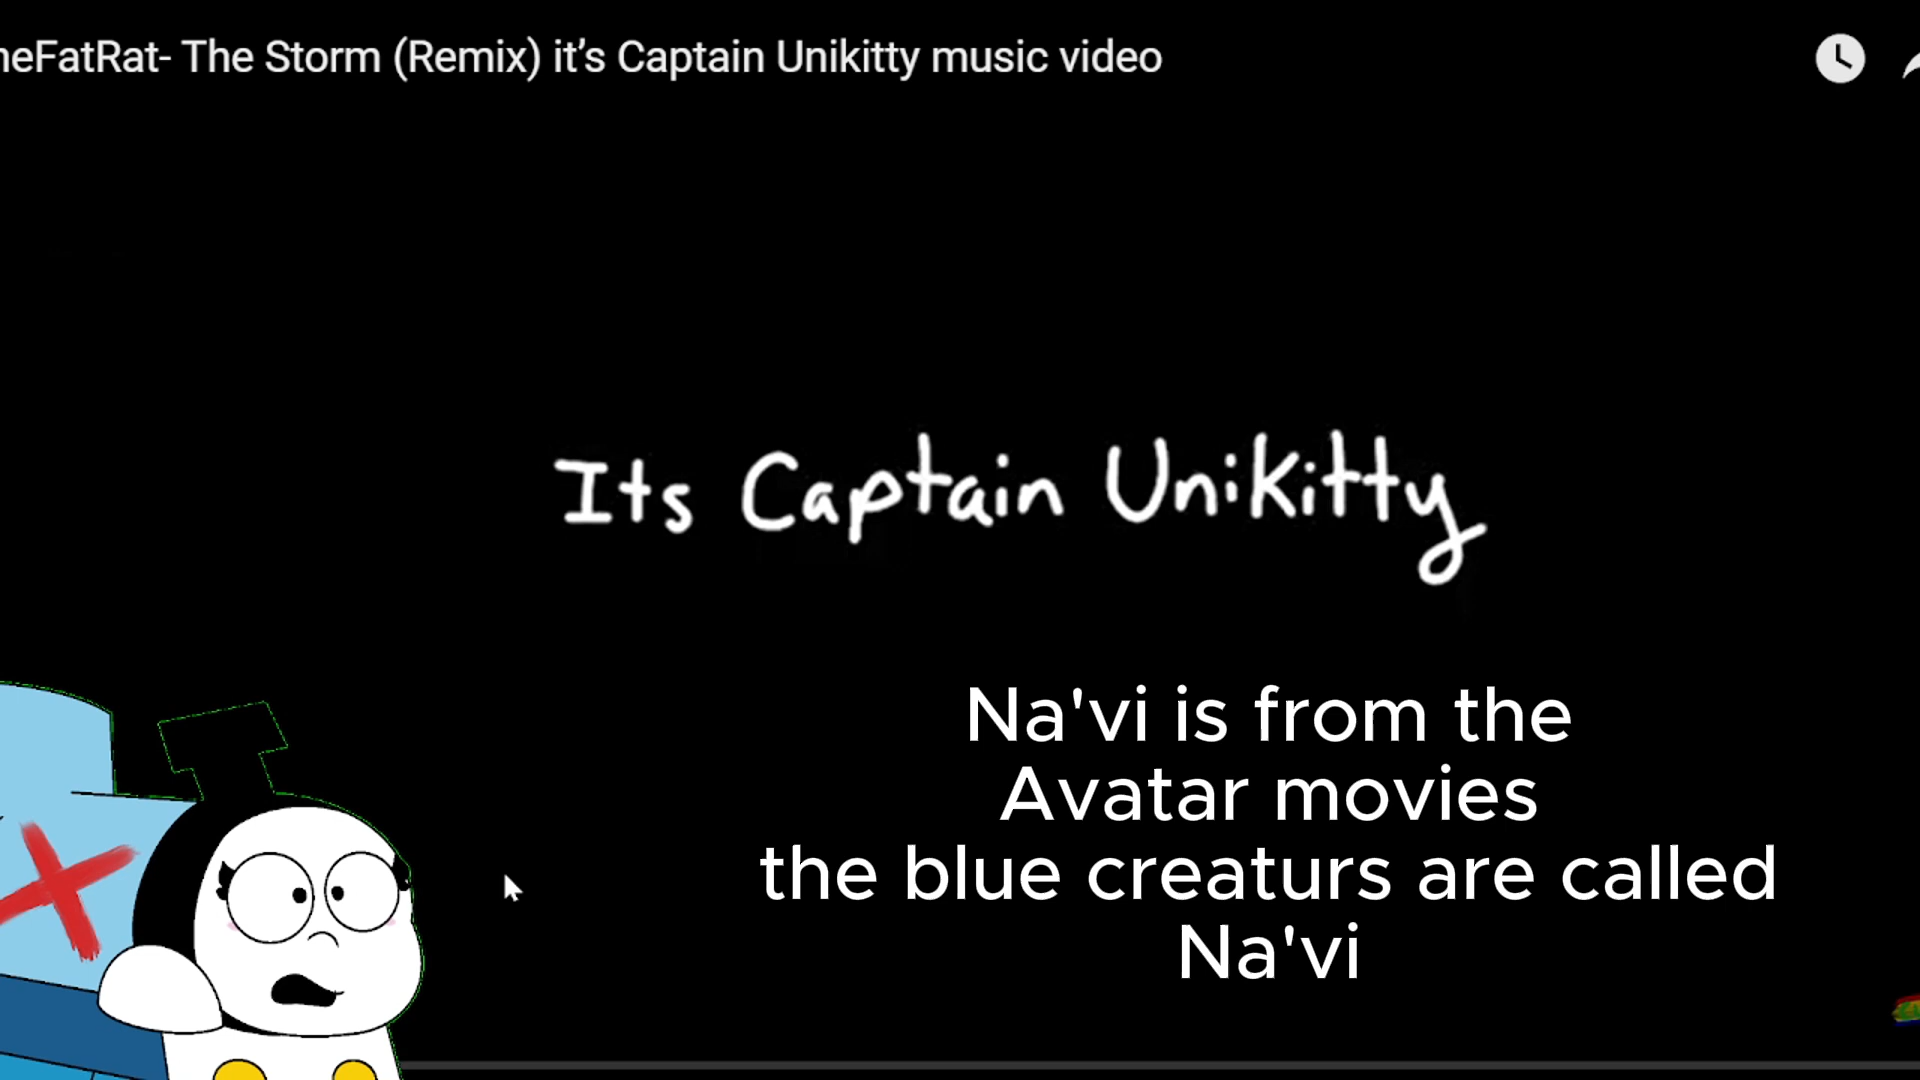 heFatRat- The Storm (Remix) it’s Captain Unikitty music video
Its Captain Unikitty
Na'vi is from the
Avatar movies
the blue creaturs are called
Na'vi